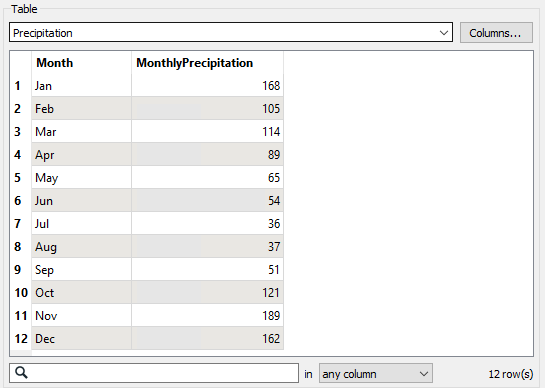 Table
Precipitation Columns...
Month MonthlyPrecipitation
1 Jan 168
2 Feb 105
3 Mar 114
4 Apr 89
5 May 65
6 Jun 54
7 Jul 36
8 Aug 37
9 Sep 51
10 Oct 121
11 Nov 189
12 Dec 162
in any column 12 row(s)